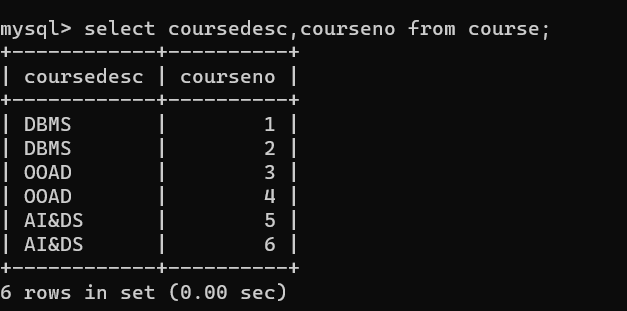 mysql> select coursedesc,courseno from course;
+------------+----------+
| coursedesc | courseno |
+------------+----------+
| DBMS       |        1 |
| DBMS       |        2 |
| OOAD       |        3 |
| OOAD       |        4 |
| AI&DS      |        5 |
| AI&DS      |        6 |
+------------+----------+
6 rows in set (0.00 sec)